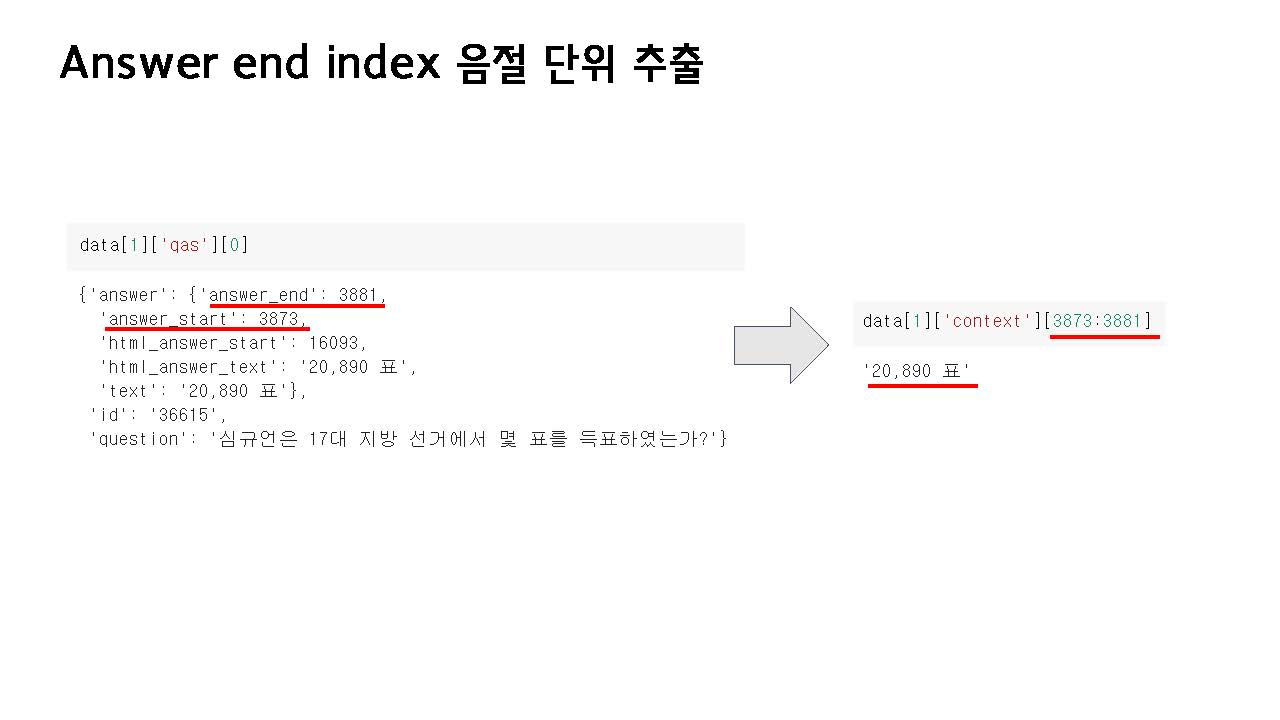 Answer end index 음절 단위 추출
data[1]['qas'][0]
{'answer': {'answer_end': 3881,
'answer_start': 3873,
'html_answer_start': 16093,
'html_answer_text': '20,890 표',
'text': '20,890 표'},
'id': '36615',
'question': '심규언은 17대 지방 선거에서 몇 표를 득표하였는가?'}
data[1]['context'][3873:3881]
'20,890 표'